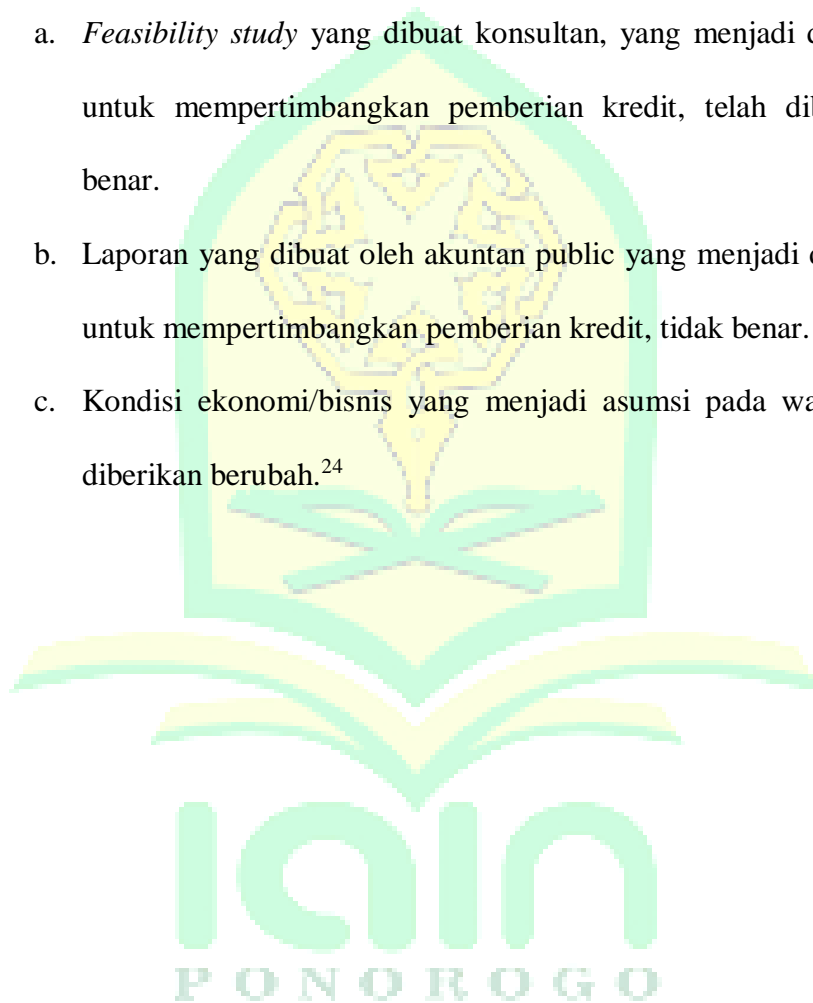 a. Feasibility study yang dibuat konsultan, yang menjadi
untuk mempertimbangkan pemberian kredit, telah
benar.
b. Laporan yang dibuat oleh akuntan public yang menjadi
untuk mempertimbangkan pemberian kredit, tidak benar.
c. Kondisi ekonomi/bisnis yang menjadi asumsi pada
diberikan berubah.24
IAIN
PONOROGO